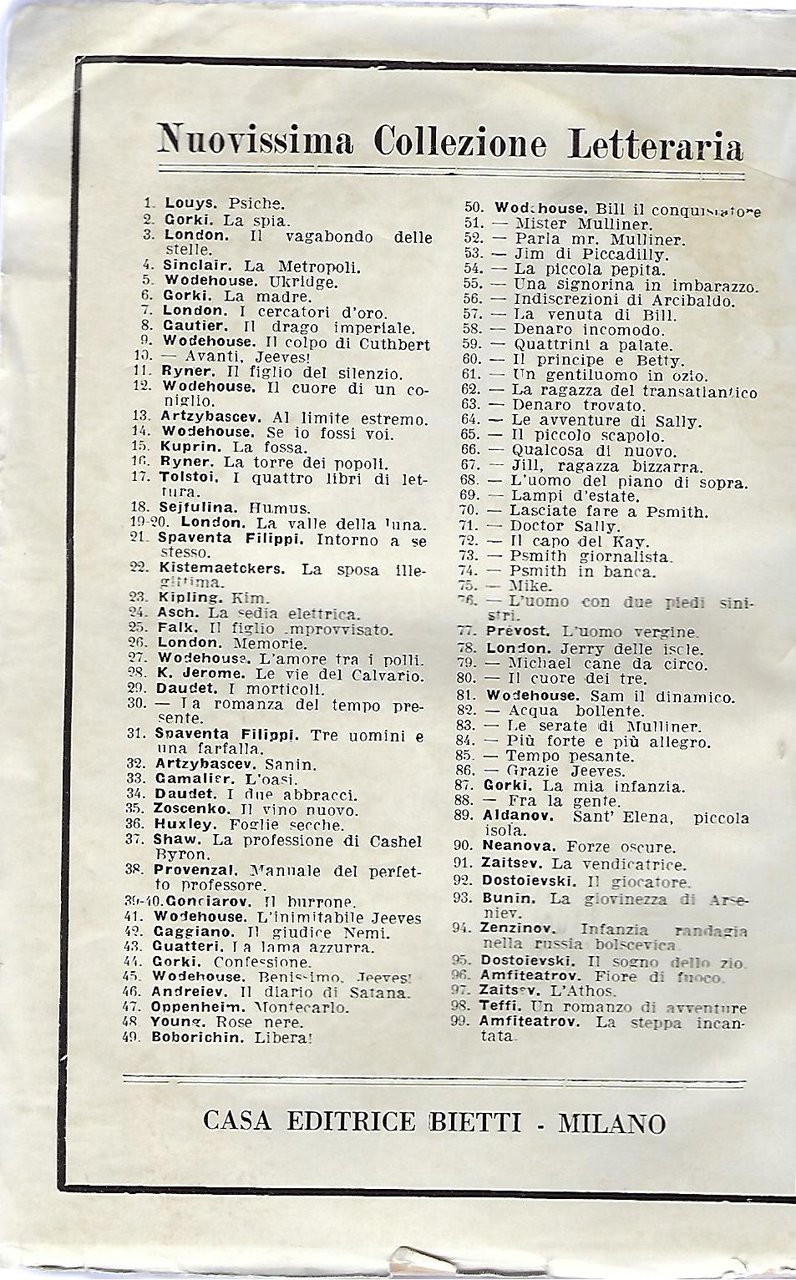 Nuovissima Collezione Letteraria
1. Louys. Psiche.
2. Gorki. La spia.
3. London. Il vagabondo delle
stelle.
4. Sinclair. La Metropoli.
5. Wodehouse. Ukridge.
6. Gorki. La madre.
7. London. I cercatori d'oro.
8. Gautier. Il drago imperiale.
9. Wodehouse. Il colpo di Cuthbert
10. — Avanti, Jeeves!
11. Ryner. Il figlio del silenzio.
12. Wodehouse. Il cuore di un co-
niglio.
13. Artzybascev. Al limite estremo.
14. Wodehouse. Se io fossi voi.
15. Kuprin. La fossa.
16. Ryner. La torre dei popoli.
17. Tolstoi. I quattro libri di let-
tura.
18. Sejfulina. Humus.
19-20. London. La valle della luna.
21. Spaventa Filippi. Intorno a se
stesso.
22. Kistemaetckers. La sposa ille-
gittima.
23. Kipling. Kim.
24. Asch. La sedia elettrica.
25. Falk. Il figlio improvvisato.
26. London. Memorie.
27. Wodehouse. L'amore tra i polli.
28. K. Jerome. Le vie del Calvario.
29. Daudet. I morticoli.
30. — La romanza del tempo pre-
sente.
31. Spaventa Filippi. Tre uomini e
una farfalla.
32. Artzybascev. Sanin.
33. Gamalier. L'oasi.
34. Daudet. I due abbracci.
35. Zoscenko. Il vino nuovo.
36. Huxley. Foglie secche.
37. Shaw. La professione di Cashel
Byron.
38. Provenzal. Manuale del perfet-
to professore.
39-40. Gonciarov. Il burrone.
41. Wodehouse. L'inimitabile Jeeves
42. Gaggiano. Il giudice Nemi.
43. Guatteri. La lama azzurra.
44. Gorki. Confessione.
45. Wodehouse. Benissimo, Jeeves!
46. Andreiev. Il diario di Satana.
47. Oppenheim. Montecarlo.
48 Young. Rose nere.
49. Boborichin. Libera!
50. Wodehouse. Bill il conquistatore
51. — Mister Mulliner.
52. — Parla mr. Mulliner.
53. — Jim di Piccadilly.
54. — La piccola pepita.
55. — Una signorina in imbarazzo.
56. — Indiscrezioni di Arcibaldo.
57. — La venuta di Bill.
58. — Denaro incomodo.
59. — Quattrini a palate.
60. — Il principe e Betty.
61. — Un gentiluomo in ozio.
62. — La ragazza del transatlantico
63. — Denaro trovato.
64. — Le avventure di Sally.
65. — Il piccolo scapolo.
66. — Qualcosa di nuovo.
67. — Jill, ragazza bizzarra.
68. — L'uomo del piano di sopra.
69. — Lampi d'estate.
70. — Lasciate fare a Psmith.
71. — Doctor Sally.
72. — Il capo del Kay.
73. — Psmith giornalista.
74. — Psmith in banca.
75. — Mike.
76. — L'uomo con due piedi sini-
stri.
77. Prevost. L'uomo vergine.
78. London. Jerry delle isole.
79. — Michael cane da circo.
80. — Il cuore dei tre.
81. Wodehouse. Sam il dinamico.
82. — Acqua bollente.
83. — Le serate di Mulliner.
84. — Più forte e più allegro.
85. — Tempo pesante.
86. — Grazie Jeeves.
87. Gorki. La mia infanzia.
88. — Fra la gente.
89. Aldanov. Sant' Elena, piccola
isola.
90. Neanova. Forze oscure.
91. Zaitsev. La vendicatrice.
92. Dostoievski. Il giocatore.
93. Bunin. La giovinezza di Arse-
niev.
94. Zenzinov. Infanzia randagia
nella russia bolscevica
95. Dostoievski. Il sogno dello zio.
96. Amfiteatrov. Fiore di fuoco.
97. Zaitsev. L'Athos.
98. Teffi. Un romanzo di avventure
99. Amfiteatrov. La steppa incan-
tata.
CASA EDITRICE BIETTI - MILANO